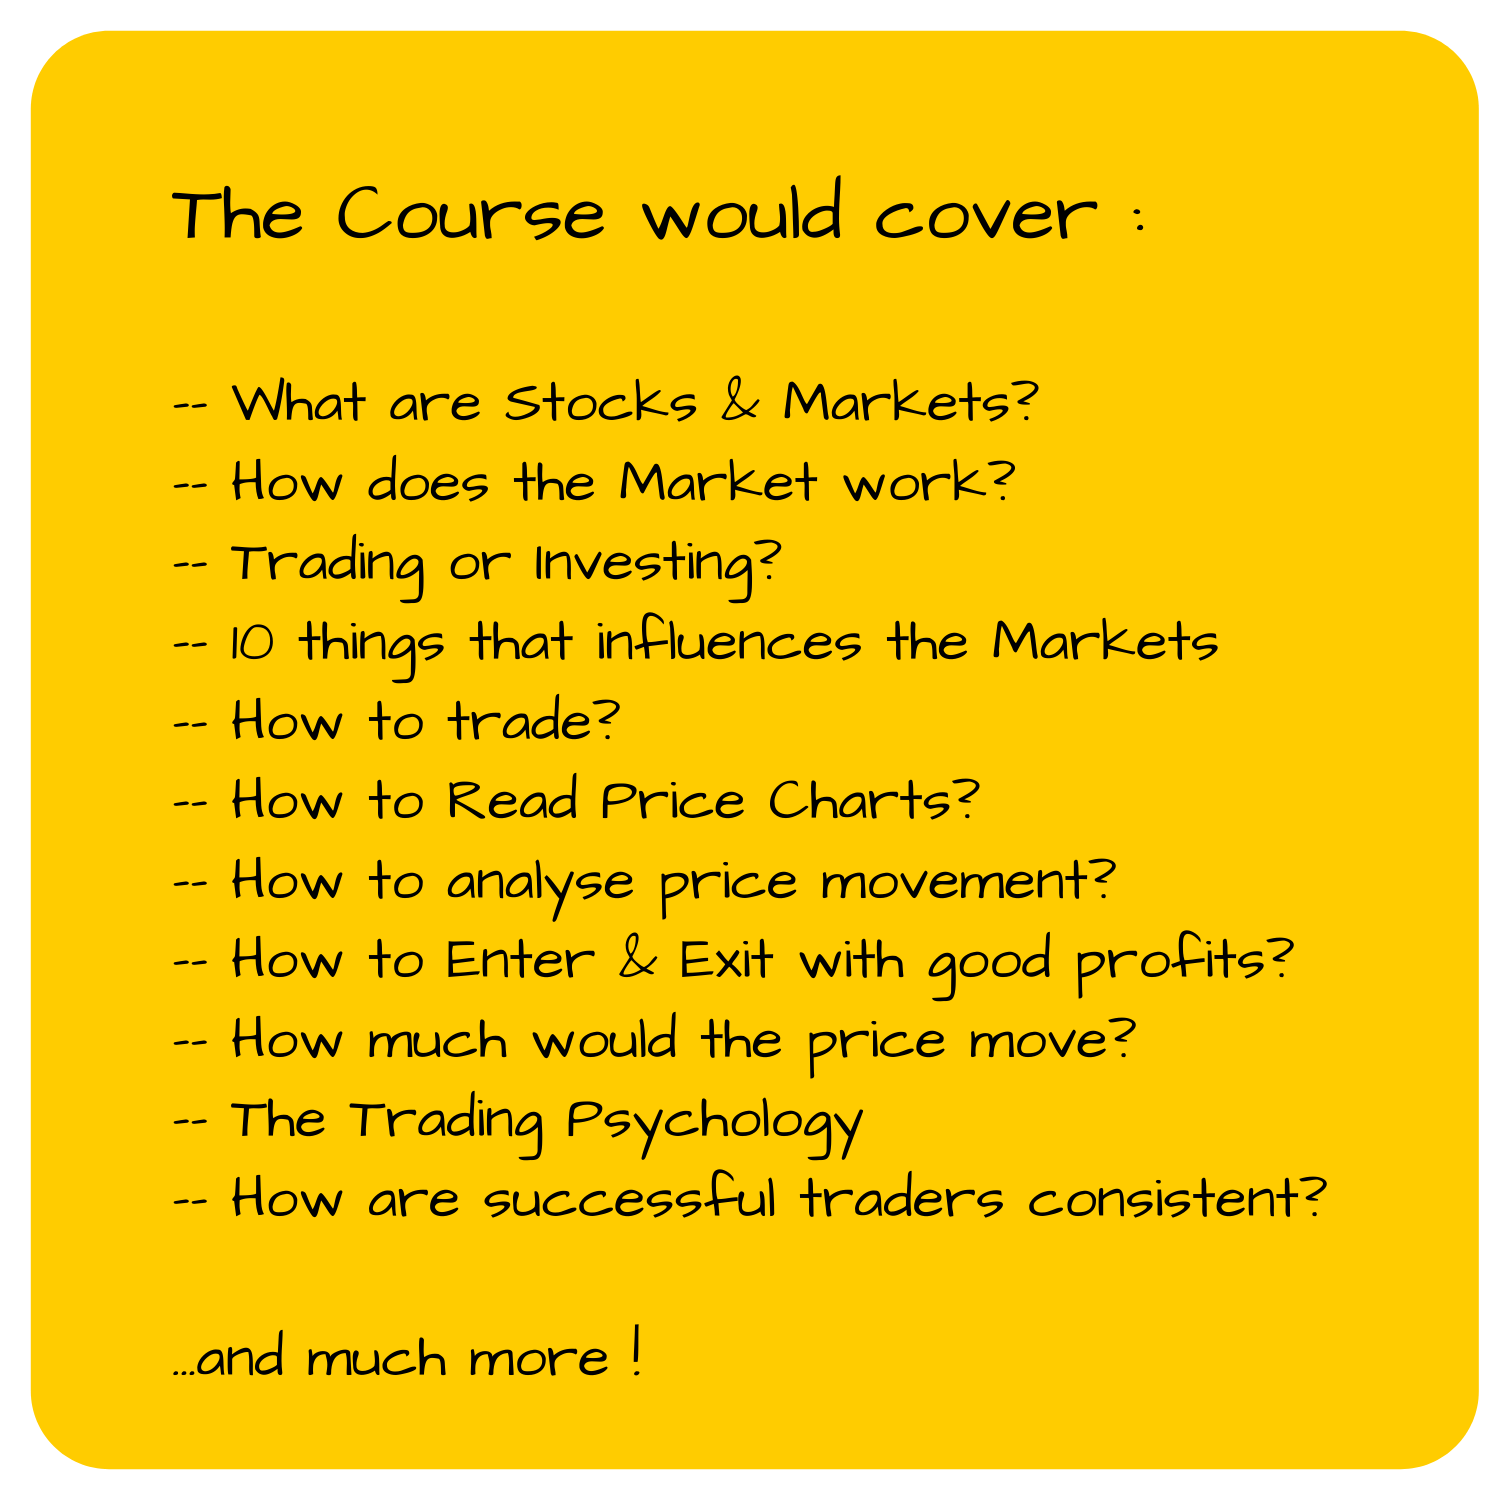 The Course would cover :
-- What are Stocks & Markets?
-- How does the Market work?
-- Trading or Investing?
-- 10 things that influences the Markets
-- How to trade?
-- How to Read Price Charts?
-- How to analyse price movement?
-- How to Enter & Exit with good profits?
-- How much would the price move?
-- The Trading Psychology
-- How are successful traders consistent?
...and much more !